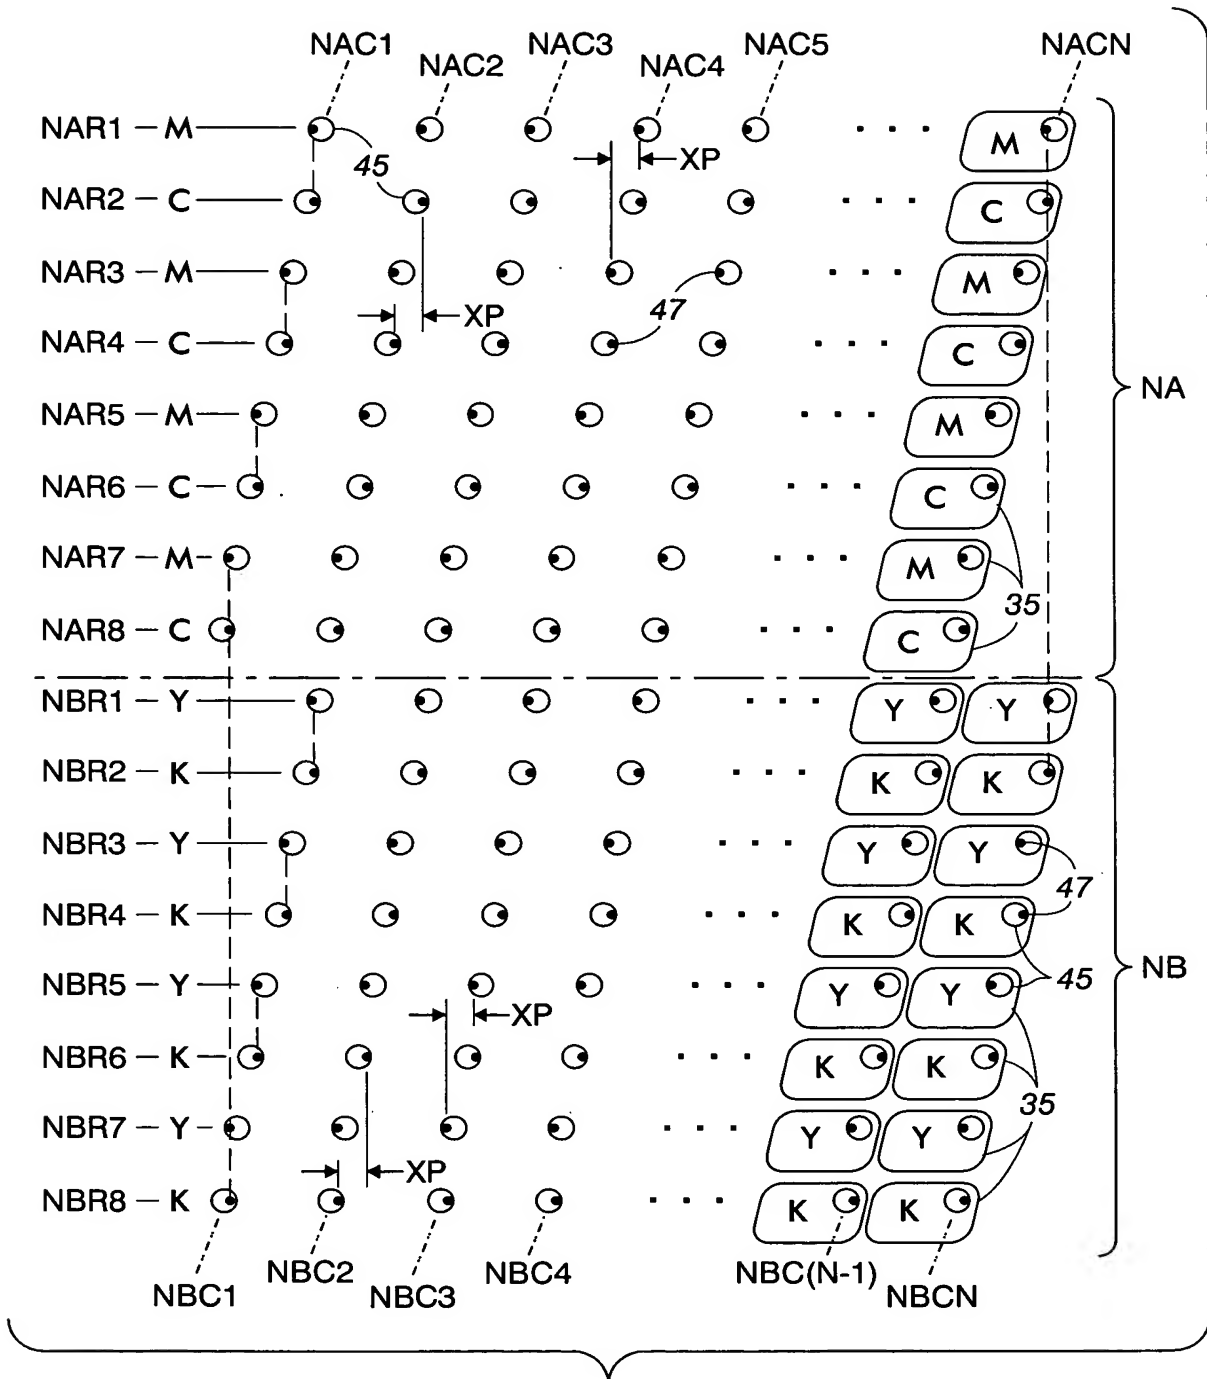 NAC1 NAC2 NAC3 NAC4 NAC5 NACN
NAR1 – M M
45 XP
NAR2 – C C
NAR3 – M M
XP 47
NAR4 – C C
NA
NAR5 – M M
NAR6 – C C
NAR7 – M M
35
NAR8 – C C
NBR1 – Y Y Y
NBR2 – K K K
NBR3 – Y Y Y
47
NBR4 – K K K
45 NB
NBR5 – Y Y Y
XP
NBR6 – K K K
35
NBR7 – Y Y Y
XP
NBR8 – K K K
NBC1 NBC2 NBC3 NBC4 NBC(N-1) NBCN